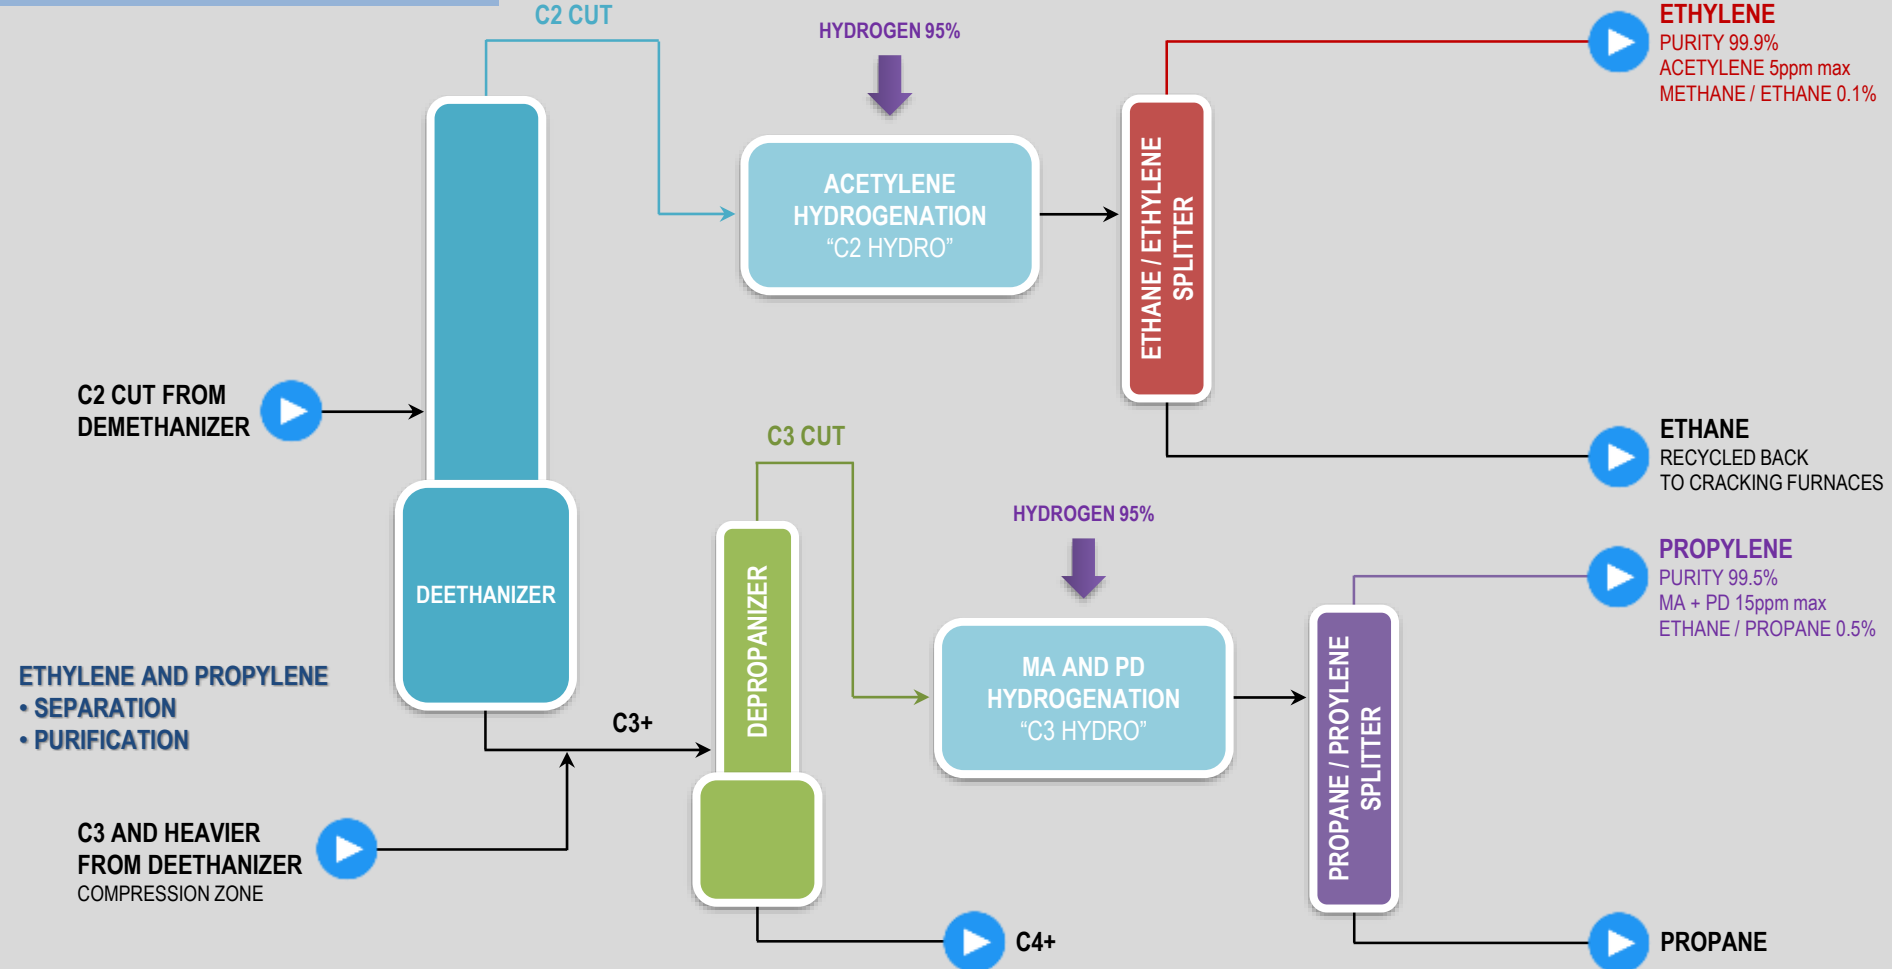 C2 CUT
HYDROGEN 95%
ETHYLENE
PURITY 99.9%
ACETYLENE 5ppm max
METHANE / ETHANE 0.1%
ACETYLENE
HYDROGENATION
“C2 HYDRO”
ETHANE / ETHYLENE
SPLITTER
C2 CUT FROM
DEMETHANIZER
C3 CUT
ETHANE
RECYCLED BACK
TO CRACKING FURNACES
HYDROGEN 95%
PROPYLENE
PURITY 99.5%
MA + PD 15ppm max
ETHANE / PROPANE 0.5%
DEETHANIZER
DEPROPANIZER
MA AND PD
HYDROGENATION
“C3 HYDRO”
PROPANE / PROYLENE
SPLITTER
ETHYLENE AND PROPYLENE
• SEPARATION
• PURIFICATION
C3+
C3 AND HEAVIER
FROM DEETHANIZER
COMPRESSION ZONE
C4+
PROPANE